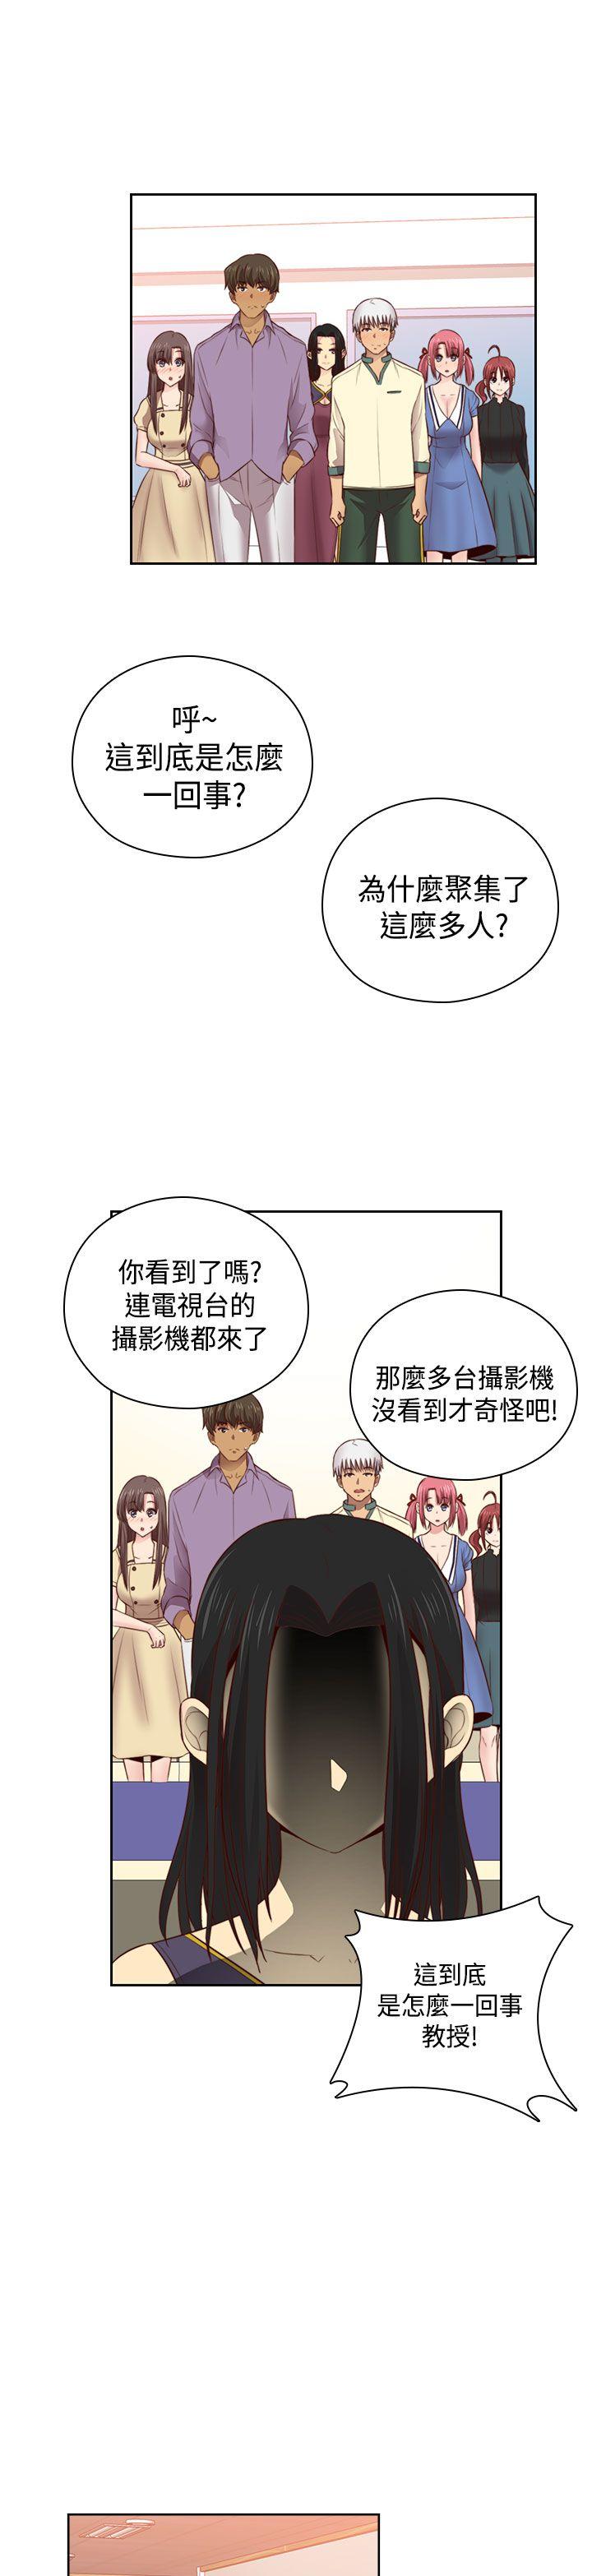 呼~
這到底是怎麼
一回事?
為什麼聚集了
這麼多人?
你看到了嗎?
連電視台的
攝影機都來了
那麼多台攝影機
沒看到才奇怪吧!
這到底
是怎麼一回事
教授!